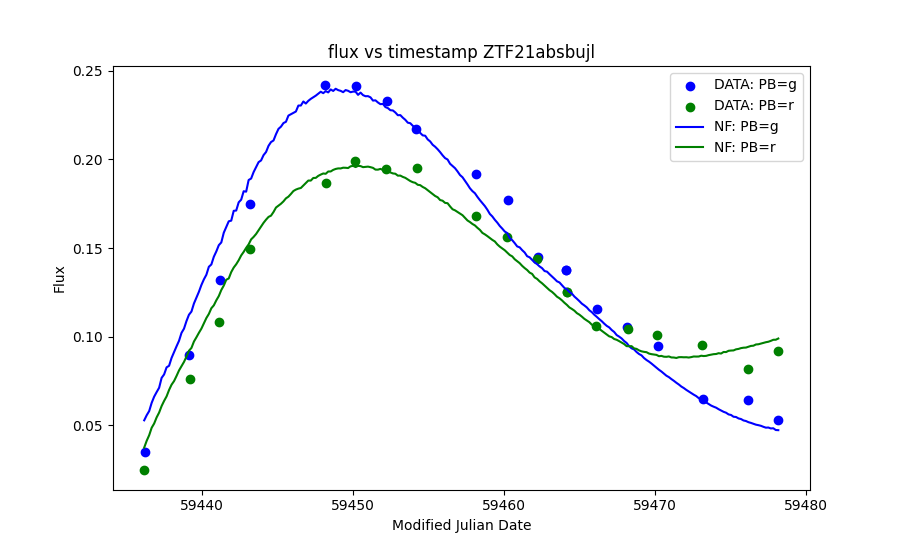 flux vs timestamp ZTF21absbujl
DATA: PB=g
DATA: PB=r
NF: PB=g
NF: PB=r
0.25
0.20
0.15
0.10
0.05
Flux
59440
59450
59460
59470
59480
Modified Julian Date